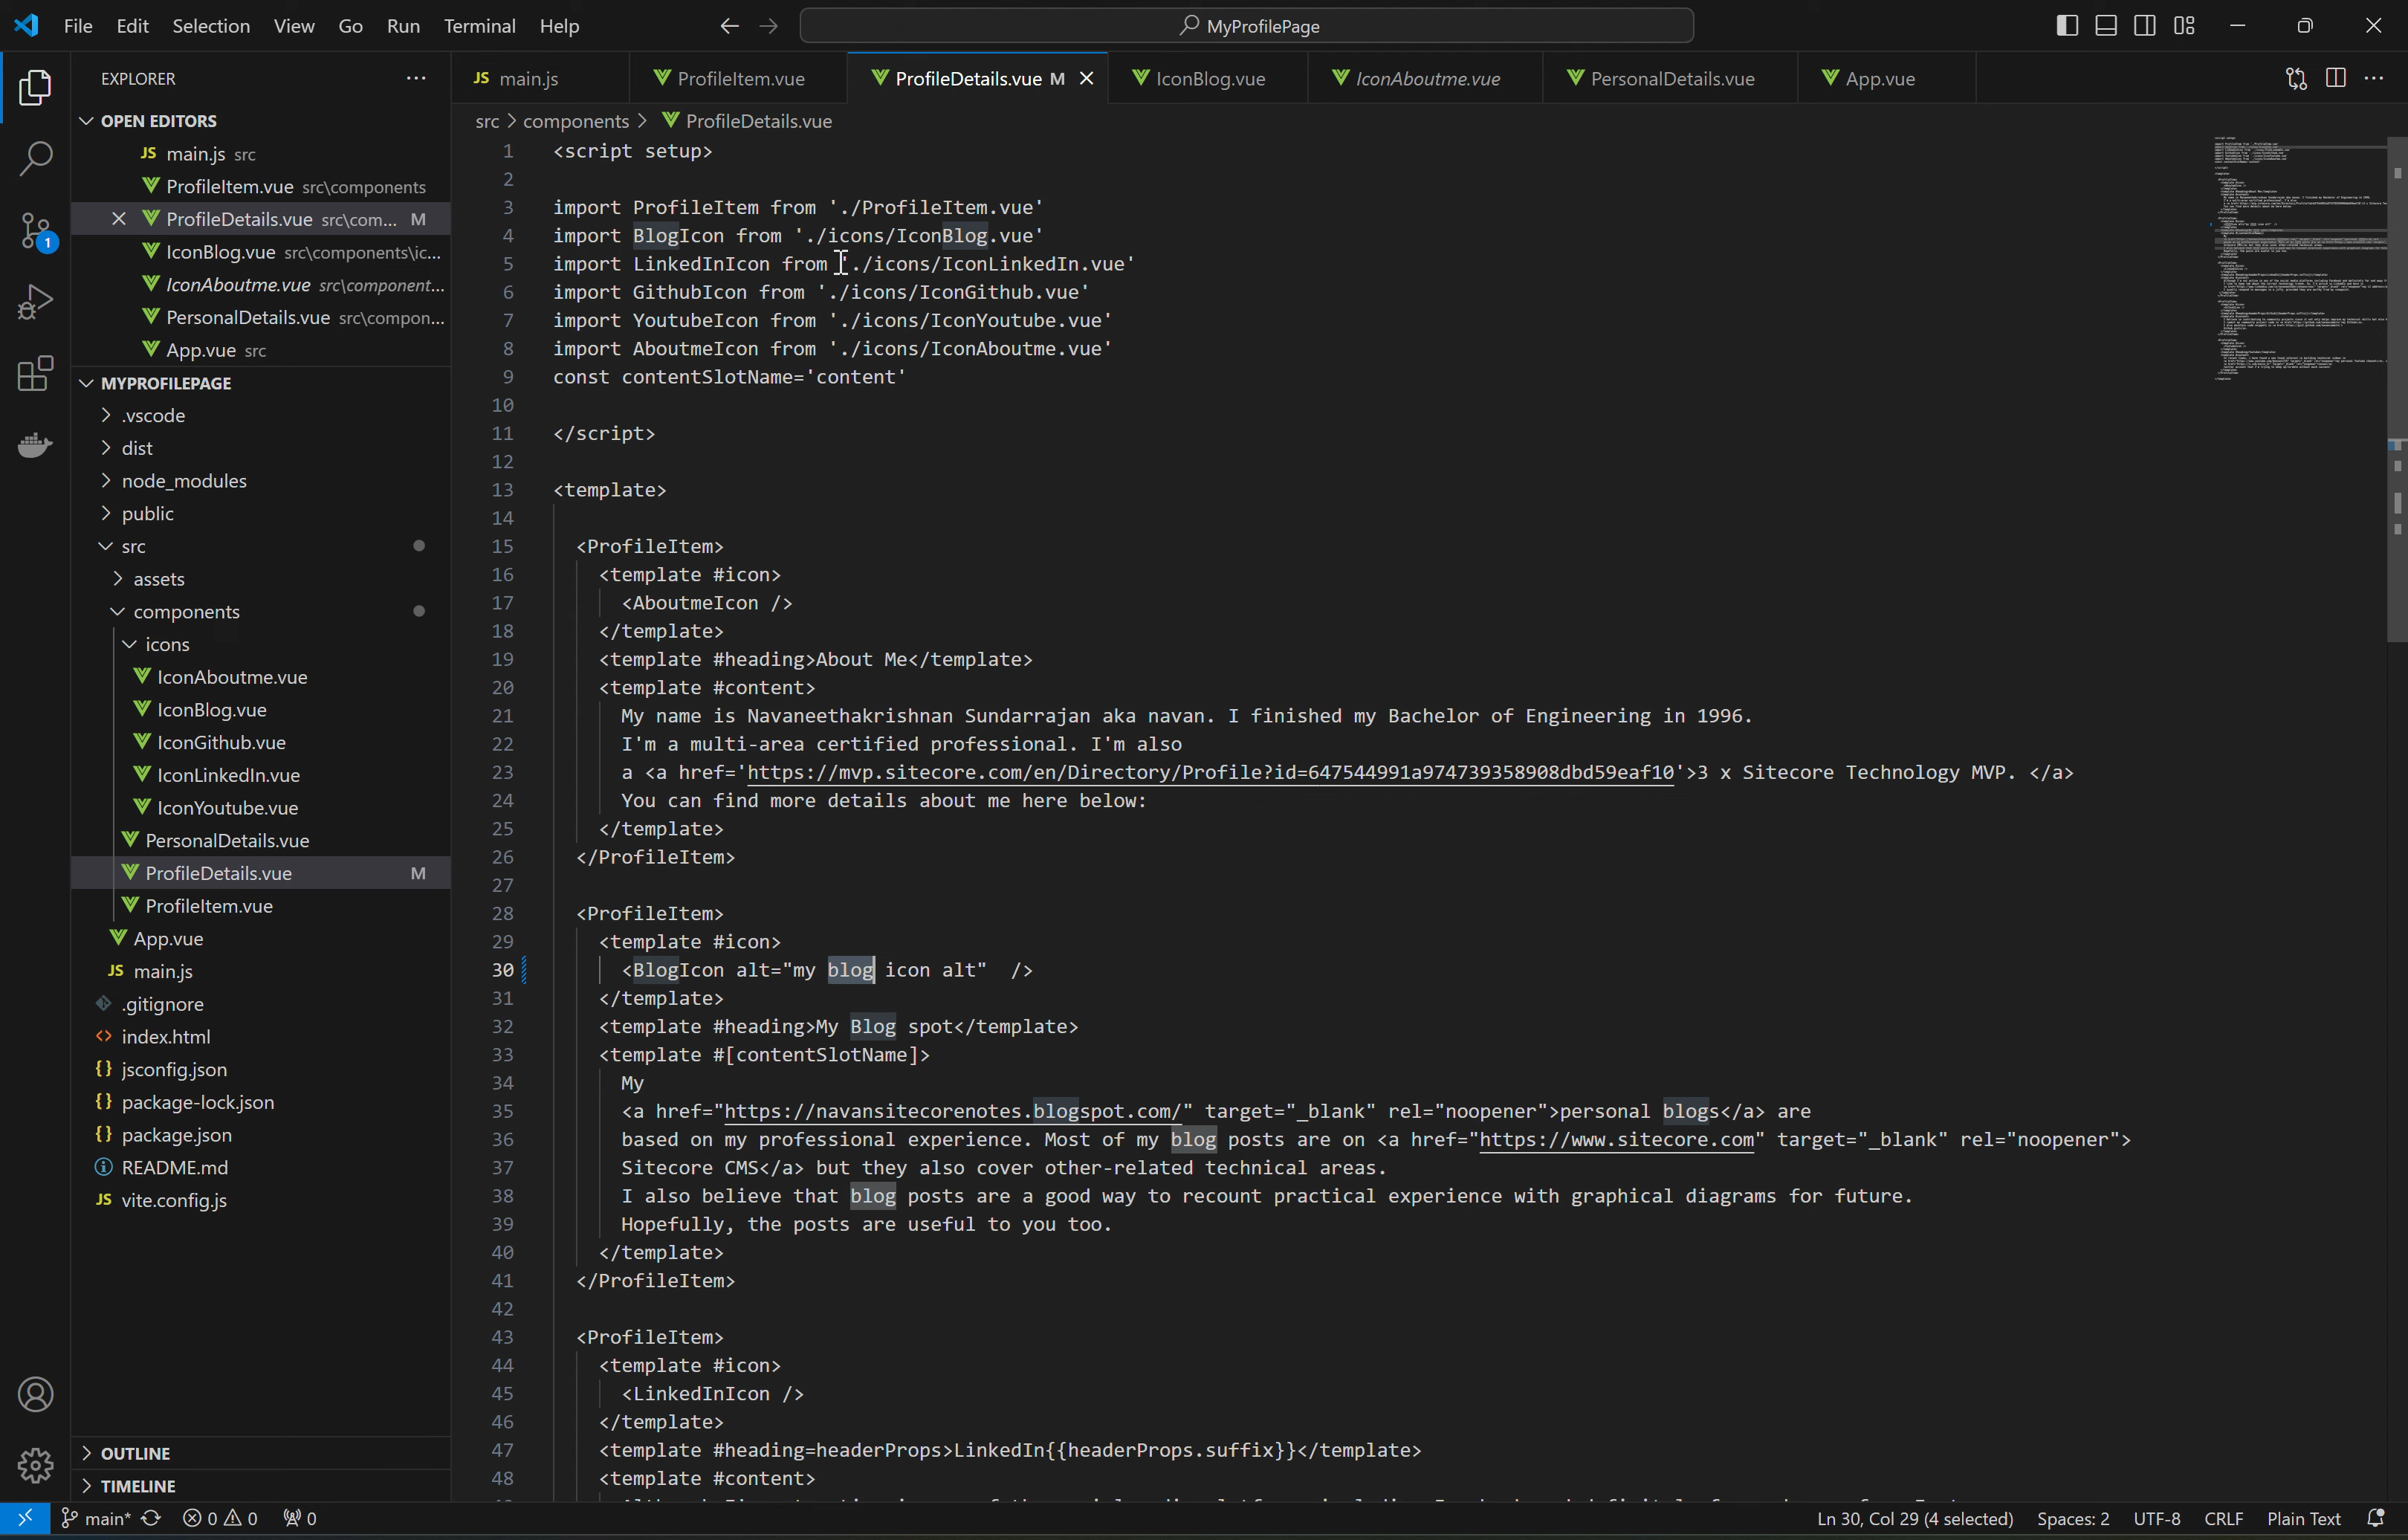 File Edit Selection View Go Run Terminal Help
MyProfilePage
EXPLORER
OPEN EDITORS
JS main.js src
ProfileItem.vue src\components
ProfileDetails.vue src\com... M
IconBlog.vue src\components\ic...
IconAboutme.vue src\component...
PersonalDetails.vue src\compon...
App.vue src
MYPROFILEPAGE
.vscode
dist
node_modules
public
src
assets
components
icons
IconAboutme.vue
IconBlog.vue
IconGithub.vue
IconLinkedIn.vue
IconYoutube.vue
PersonalDetails.vue
ProfileDetails.vue M
ProfileItem.vue
App.vue
JS main.js
.gitignore
index.html
{} jsconfig.json
{} package-lock.json
{} package.json
README.md
JS vite.config.js
OUTLINE
TIMELINE
1
JS main.js ProfileItem.vue ProfileDetails.vue M IconBlog.vue IconAboutme.vue PersonalDetails.vue App.vue
src > components > ProfileDetails.vue
1 <script setup>
2
3 import ProfileItem from './ProfileItem.vue'
4 import BlogIcon from './icons/IconBlog.vue'
5 import LinkedInIcon from './icons/IconLinkedIn.vue'
6 import GithubIcon from './icons/IconGithub.vue'
7 import YoutubeIcon from './icons/IconYoutube.vue'
8 import AboutmeIcon from './icons/IconAboutme.vue'
9 const contentSlotName='content'
10
11 </script>
12
13 <template>
14
15 <ProfileItem>
16 <template #icon>
17 <AboutmeIcon />
18 </template>
19 <template #heading>About Me</template>
20 <template #content>
21 My name is Navaneethakrishnan Sundarrajan aka navan. I finished my Bachelor of Engineering in 1996.
22 I'm a multi-area certified professional. I'm also
23 a <a href='https://mvp.sitecore.com/en/Directory/Profile?id=647544991a974739358908dbd59eaf10'>3 x Sitecore Technology MVP. </a>
24 You can find more details about me here below:
25 </template>
26 </ProfileItem>
27
28 <ProfileItem>
29 <template #icon>
30 <BlogIcon alt="my blog icon alt"  />
31 </template>
32 <template #heading>My Blog spot</template>
33 <template #[contentSlotName]>
34 My
35 <a href="https://navansitecorenotes.blogspot.com/" target="_blank" rel="noopener">personal blogs</a> are
36 based on my professional experience. Most of my blog posts are on <a href="https://www.sitecore.com" target="_blank" rel="noopener">
37 Sitecore CMS</a> but they also cover other-related technical areas.
38 I also believe that blog posts are a good way to recount practical experience with graphical diagrams for future.
39 Hopefully, the posts are useful to you too.
40 </template>
41 </ProfileItem>
42
43 <ProfileItem>
44 <template #icon>
45 <LinkedInIcon />
46 </template>
47 <template #heading=headerProps>LinkedIn{{headerProps.suffix}}</template>
48 <template #content>
main* 0 0 0 Ln 30, Col 29 (4 selected) Spaces: 2 UTF-8 CRLF Plain Text